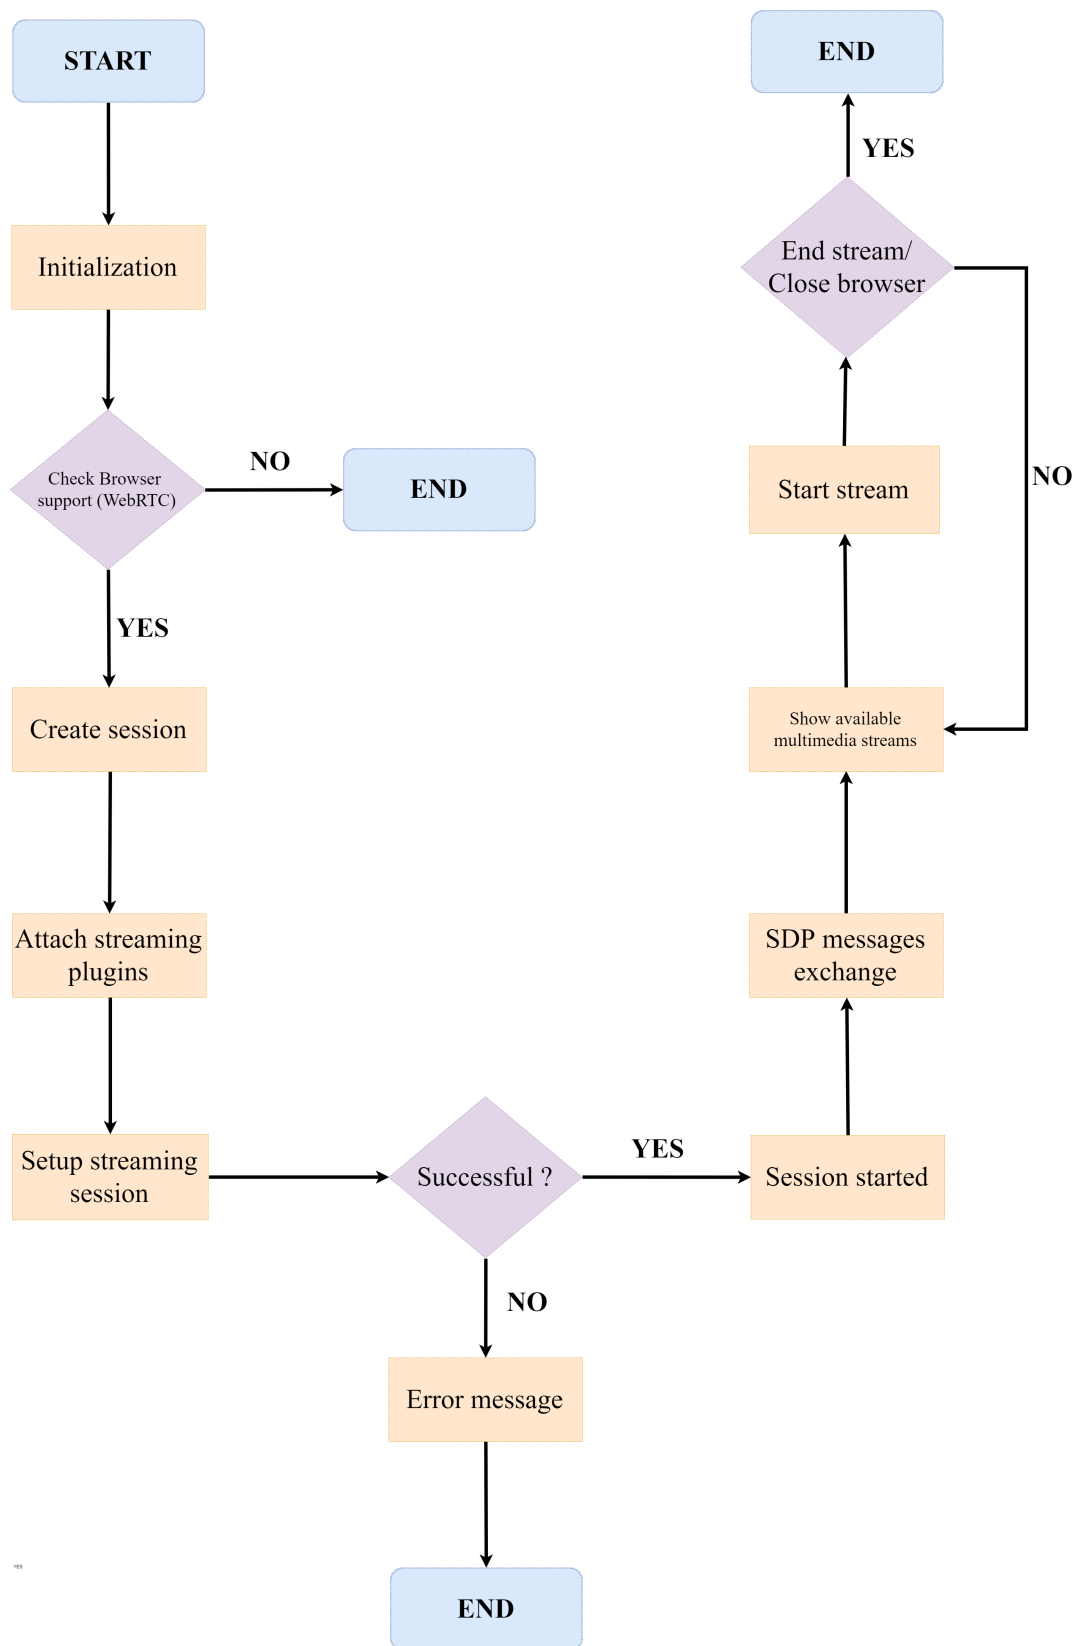 START
Initialization
Check Browser
support (WebRTC)
NO
END
YES
Create session
Attach streaming
plugins
Setup streaming
session
Successful ?
NO
Error message
END
YES
Session started
SDP messages
exchange
Show available
multimedia streams
Start stream
End stream/
Close browser
NO
YES
END
YES